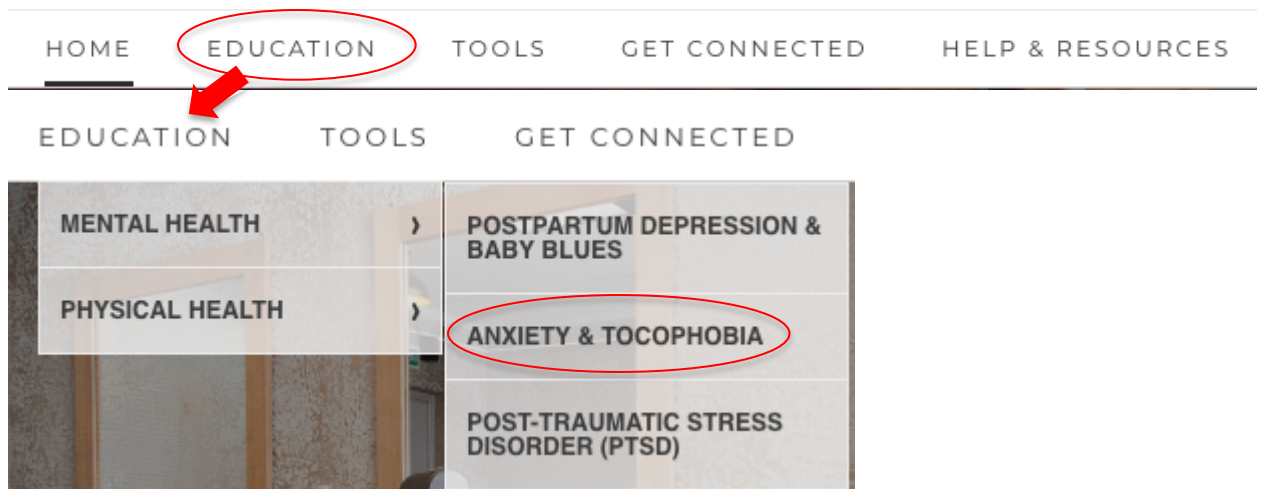 HOME EDUCATION TOOLS GET CONNECTED HELP & RESOURCES
EDUCATION TOOLS GET CONNECTED
MENTAL HEALTH ›
PHYSICAL HEALTH ›
POSTPARTUM DEPRESSION &
BABY BLUES
ANXIETY & TOCOPHOBIA
POST-TRAUMATIC STRESS
DISORDER (PTSD)